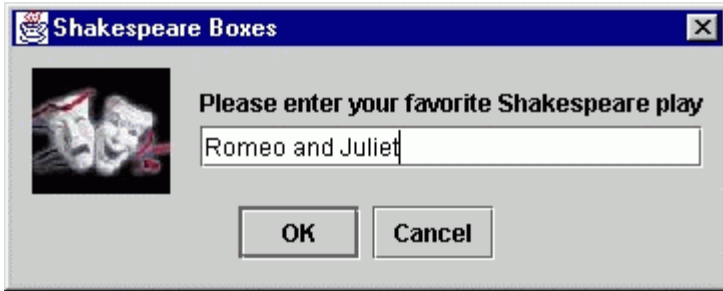 Shakespeare Boxes
Please enter your favorite Shakespeare play
Romeo and Juliet
OK Cancel